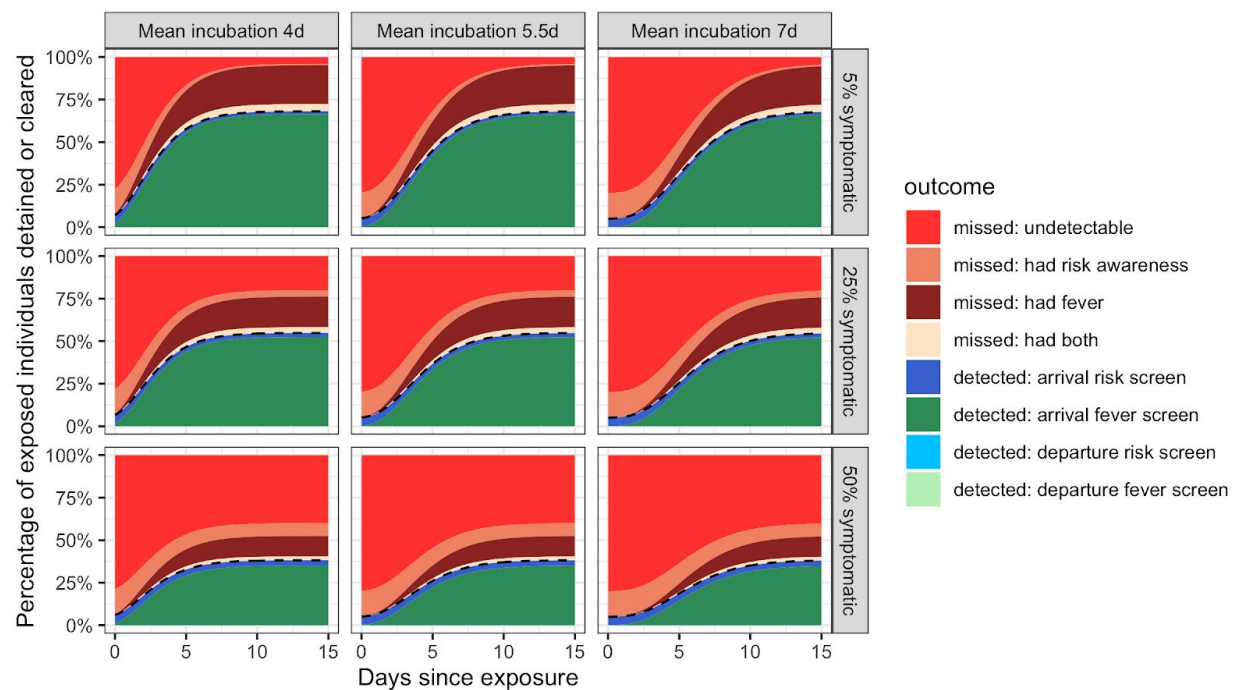 Mean incubation 4d
Mean incubation 5.5d
Mean incubation 7d
Percentage of exposed individuals detained or cleared
100%
75%
50%
25%
0%
5% symptomatic
100%
75%
50%
25%
0%
25% symptomatic
100%
75%
50%
25%
0%
50% symptomatic
0 5 10 15
0 5 10 15
0 5 10 15
Days since exposure
outcome
missed: undetectable
missed: had risk awareness
missed: had fever
missed: had both
detected: arrival risk screen
detected: arrival fever screen
detected: departure risk screen
detected: departure fever screen